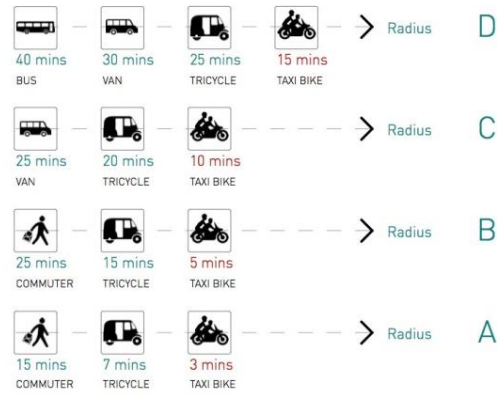 Radius D
40 mins 30 mins 25 mins 15 mins
BUS VAN TRICYCLE TAXI BIKE
Radius C
25 mins 20 mins 10 mins
VAN TRICYCLE TAXI BIKE
Radius B
25 mins 15 mins 5 mins
COMMUTER TRICYCLE TAXI BIKE
Radius A
15 mins 7 mins 3 mins
COMMUTER TRICYCLE TAXI BIKE